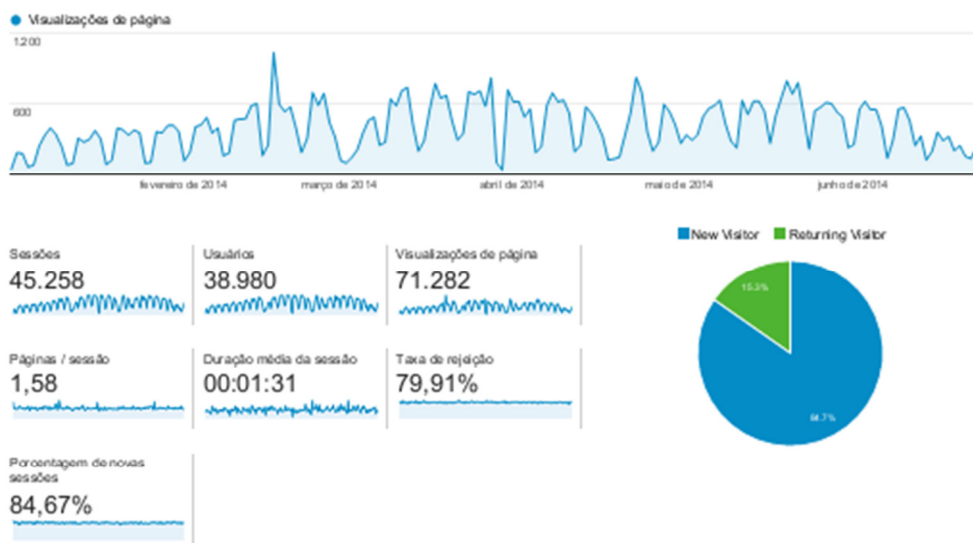 Visualizações de página
1.200
600
fevereiro de 2014
março de 2014
abril de 2014
maio de 2014
junho de 2014
New Visitor
Returning Visitor
Sessões
45.258
Usuários
38.980
Visualizações de página
71.282
Páginas / sessão
1,58
Duração média da sessão
00:01:31
Taxa de rejeição
79,91%
Porcentagem de novas
sessões
84,67%
15.3%
84.7%